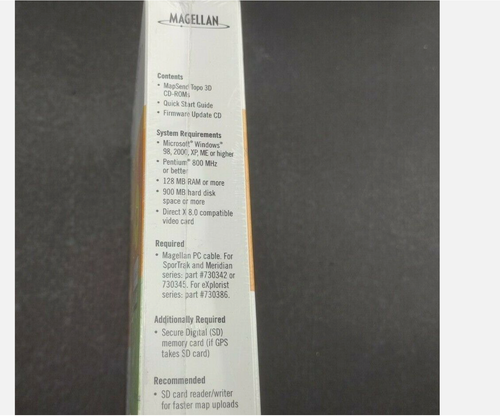 MAGELLAN
Contents
• MapSend Topo 3D
CD-ROMs
• Quick Start Guide
• Firmware Update CD
System Requirements
• Microsoft® Windows®
98, 2000, XP, ME or higher
• Pentium® 800 MHz
or better
• 128 MB RAM or more
• 900 MB hard disk
space or more
• Direct X 8.0 compatible
video card
Required
• Magellan PC cable. For
SporTrak and Meridian
series: part #730342 or
730345. For eXplorist
series: part #730386.
Additionally Required
• Secure Digital (SD)
memory card (if GPS
takes SD card)
Recommended
• SD card reader/writer
for faster map uploads